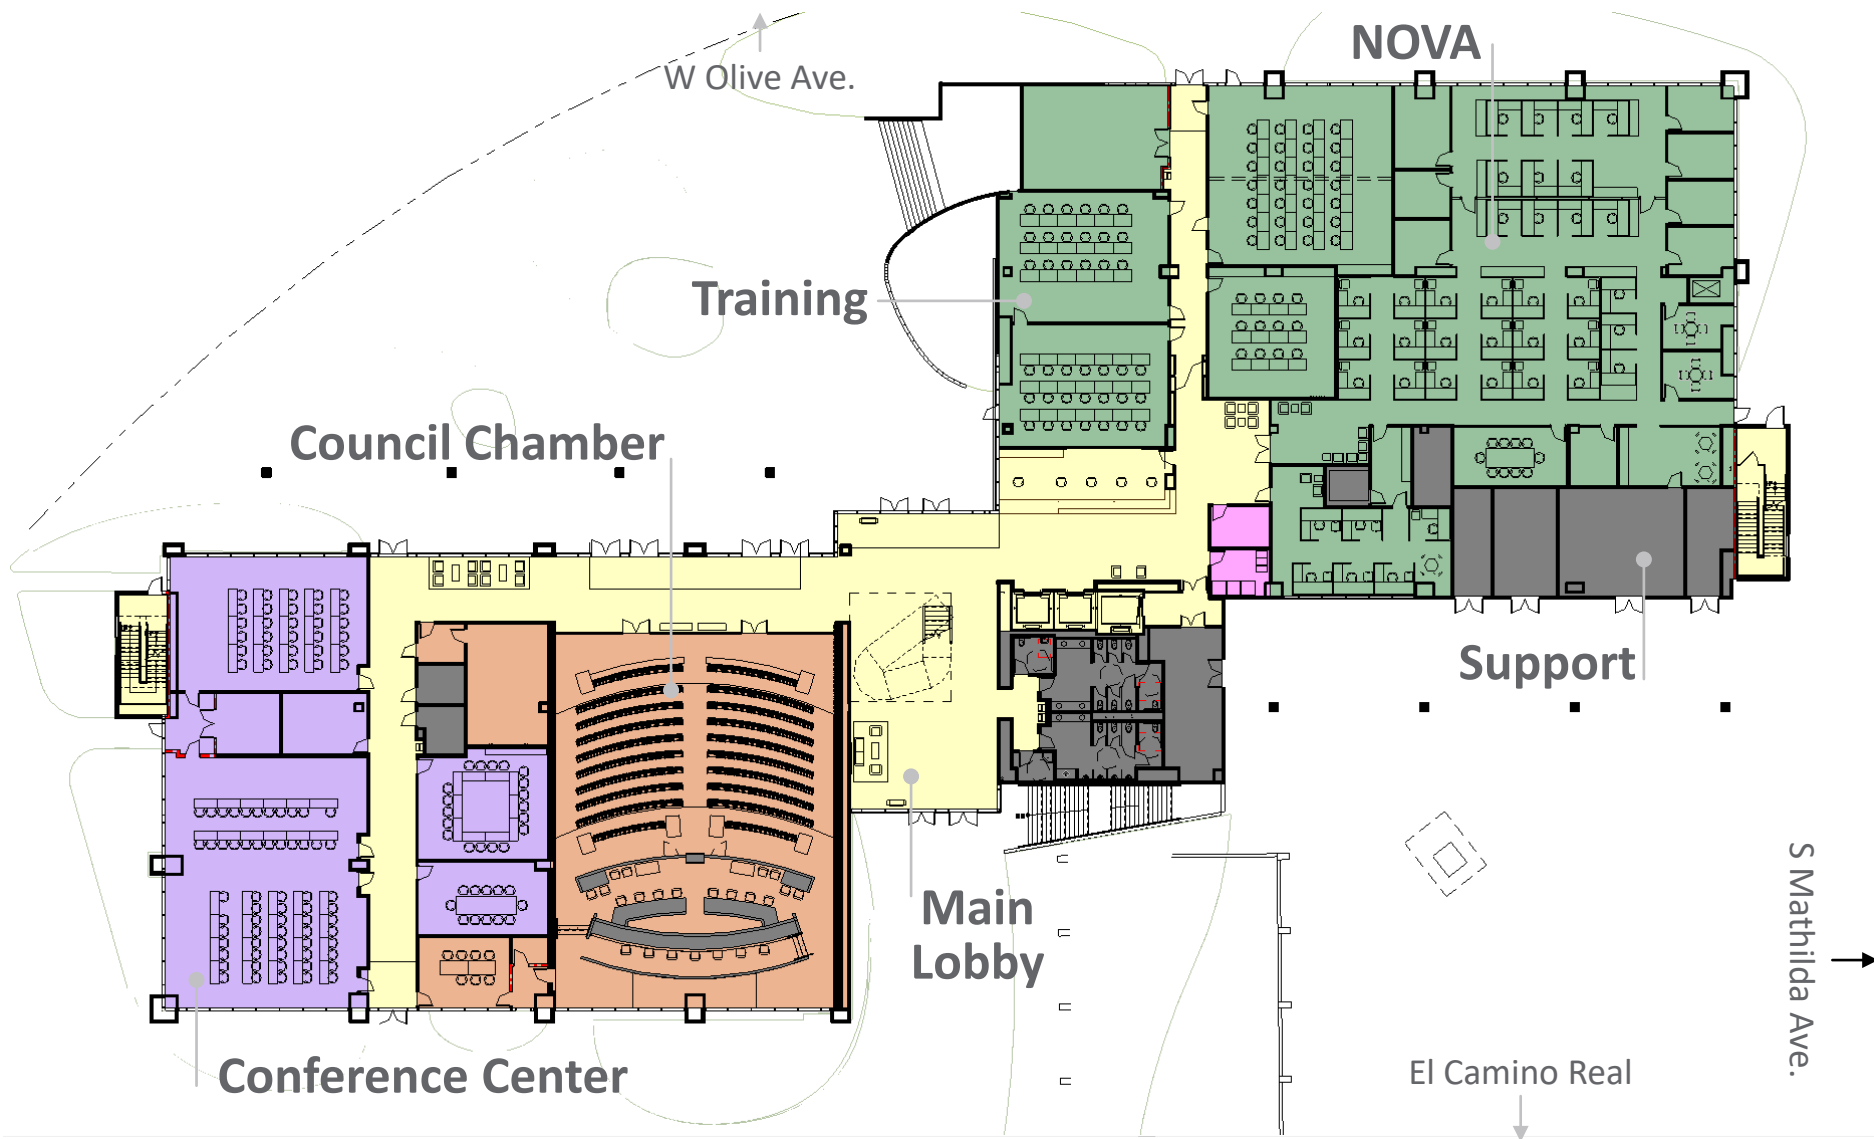 NOVA
W Olive Ave.
Training
Council Chamber
Support
Main
Lobby
S Mathilda Ave.
Conference Center
El Camino Real